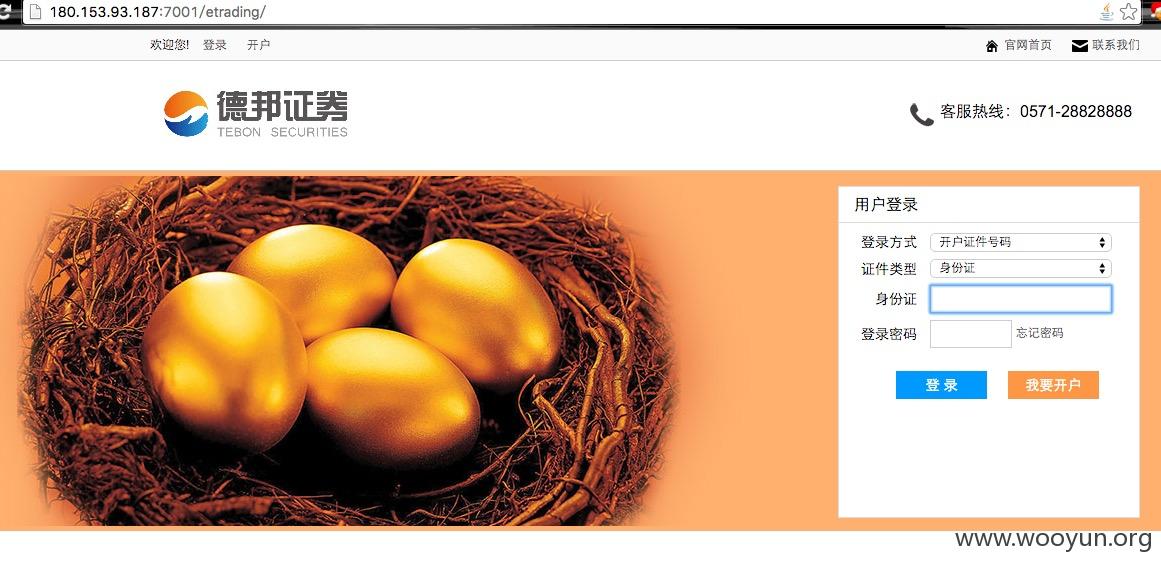 180.153.93.187:7001/etrading/
欢迎您! 登录 开户 官网首页 联系我们
德邦证券
TEBON SECURITIES
客服热线：0571-28828888
用户登录
登录方式 开户证件号码
证件类型 身份证
身份证
登录密码 忘记密码
登 录 我要开户
www.wooyun.org